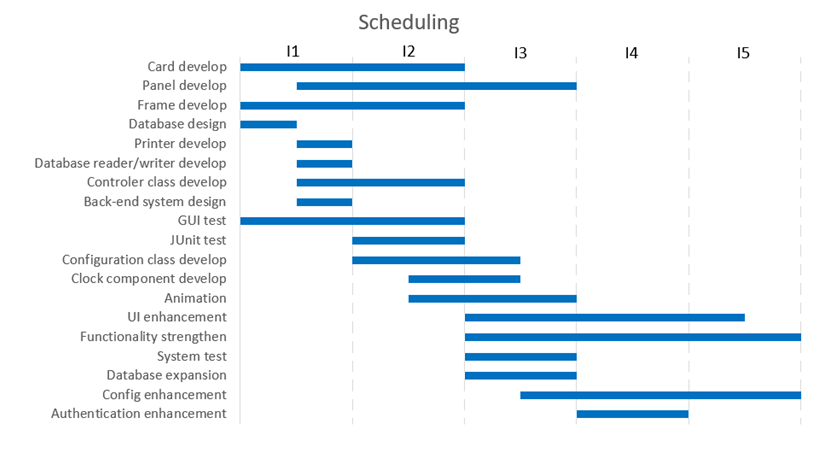 Scheduling
I1 I2 I3 I4 I5
Card develop
Panel develop
Frame develop
Database design
Printer develop
Database reader/writer develop
Controler class develop
Back-end system design
GUI test
JUnit test
Configuration class develop
Clock component develop
Animation
UI enhancement
Functionality strengthen
System test
Database expansion
Config enhancement
Authentication enhancement